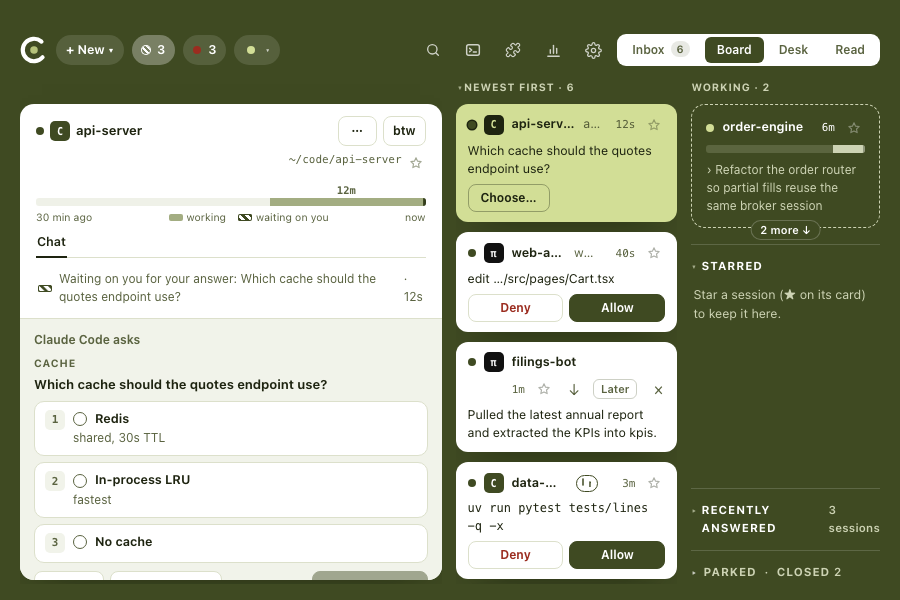 + New ▾
3
3
Inbox 6
Board
Desk
Read
C api-server
...
btw
~/code/api-server
12m
30 min ago
working
waiting on you
now
Chat
Waiting on you for your answer: Which cache should the
quotes endpoint use?
· 12s
Claude Code asks
CACHE
Which cache should the quotes endpoint use?
1 Redis
shared, 30s TTL
2 In-process LRU
fastest
3 No cache
NEWEST FIRST · 6
C api-serv... a... 12s
Which cache should the quotes
endpoint use?
Choose...
π web-a... w... 40s
edit …/src/pages/Cart.tsx
Deny
Allow
π filings-bot
1m
Later
Pulled the latest annual report
and extracted the KPIs into kpis.
C data-... 3m
uv run pytest tests/lines
-q -x
Deny
Allow
WORKING · 2
order-engine 6m
› Refactor the order router
so partial fills reuse the
same broker session
2 more ↓
STARRED
Star a session (★ on its card)
to keep it here.
RECENTLY
ANSWERED
3
sessions
PARKED · CLOSED 2